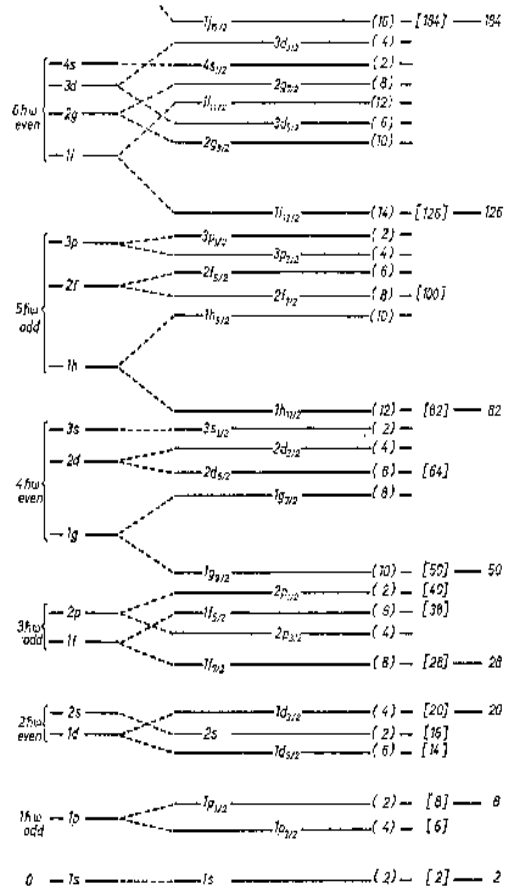 1j15/2 (16) [184] 184
3d3/2 (4)
4s 4s1/2 (2)
3d 2g7/2 (8)
6ħω even 1i11/2 (12)
2g 3d5/2 (6)
2g9/2 (10)
1i
1i13/2 (14) [126] 126
3p 3p1/2 (2)
3p3/2 (4)
2f5/2 (6)
2f 2f7/2 (8) [100]
5ħω odd 1h9/2 (10)
1h
1h11/2 (12) [82] 82
3s 3s1/2 (2)
2d3/2 (4)
2d 2d5/2 (6) [64]
4ħω even 1g7/2 (8)
1g
1g9/2 (10) [50] 50
2p1/2 (2) [40]
2p 1f5/2 (6) [38]
3ħω odd 2p3/2 (4)
1f
1f7/2 (8) [28] 28
2s 1d3/2 (4) [20] 20
2ħω even 1d 2s (2) [16]
1d5/2 (6) [14]
1p1/2 (2) [8] 8
1ħω odd 1p
1p3/2 (4) [6]
0 1s 1s (2) [2] 2